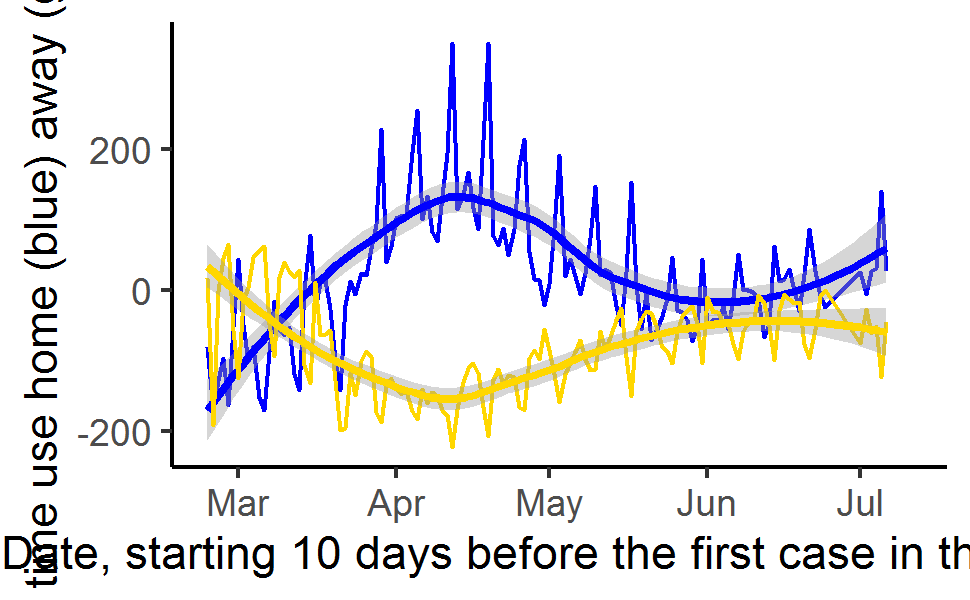 time use home (blue) away (
200
0
-200
Mar Apr May Jun Jul
Date, starting 10 days before the first case in th